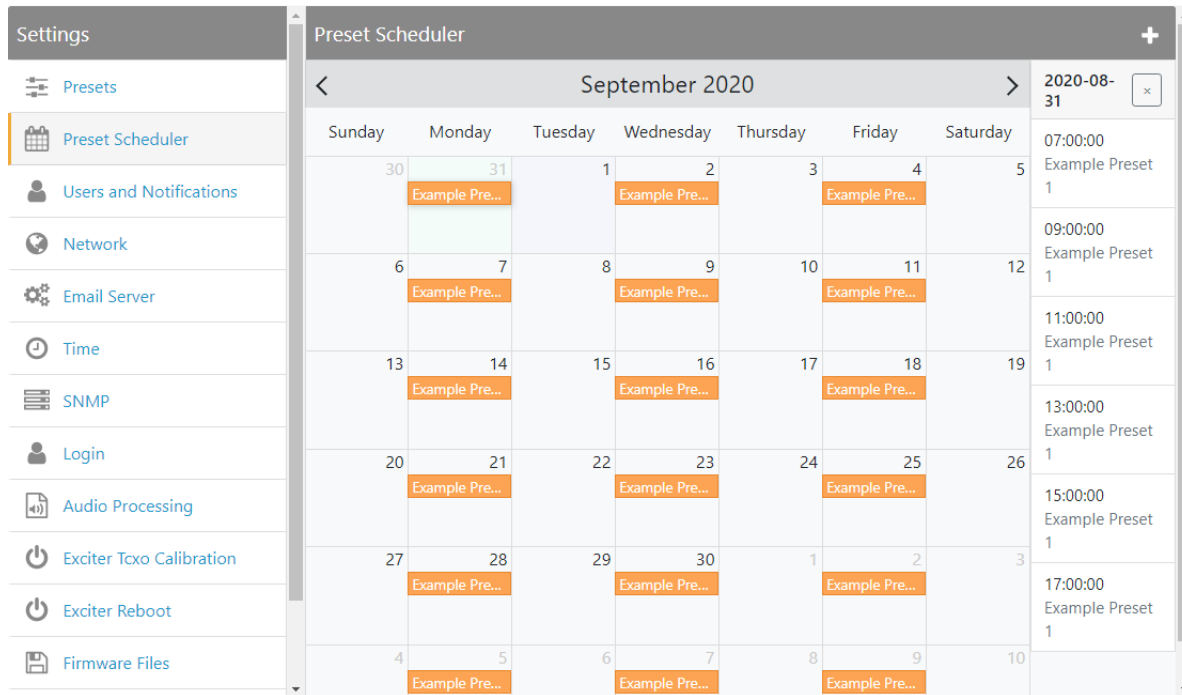 Settings
Presets
Preset Scheduler
Users and Notifications
Network
Email Server
Time
SNMP
Login
Audio Processing
Exciter Tcxo Calibration
Exciter Reboot
Firmware Files
Preset Scheduler
September 2020
Sunday Monday Tuesday Wednesday Thursday Friday Saturday
30 31 1 2 3 4 5
Example Pre... Example Pre... Example Pre...
6 7 8 9 10 11 12
Example Pre... Example Pre... Example Pre...
13 14 15 16 17 18 19
Example Pre... Example Pre... Example Pre...
20 21 22 23 24 25 26
Example Pre... Example Pre... Example Pre...
27 28 29 30 1 2 3
Example Pre... Example Pre... Example Pre...
4 5 6 7 8 9 10
Example Pre... Example Pre... Example Pre...
2020-08-
31
07:00:00
Example Preset
1
09:00:00
Example Preset
1
11:00:00
Example Preset
1
13:00:00
Example Preset
1
15:00:00
Example Preset
1
17:00:00
Example Preset
1